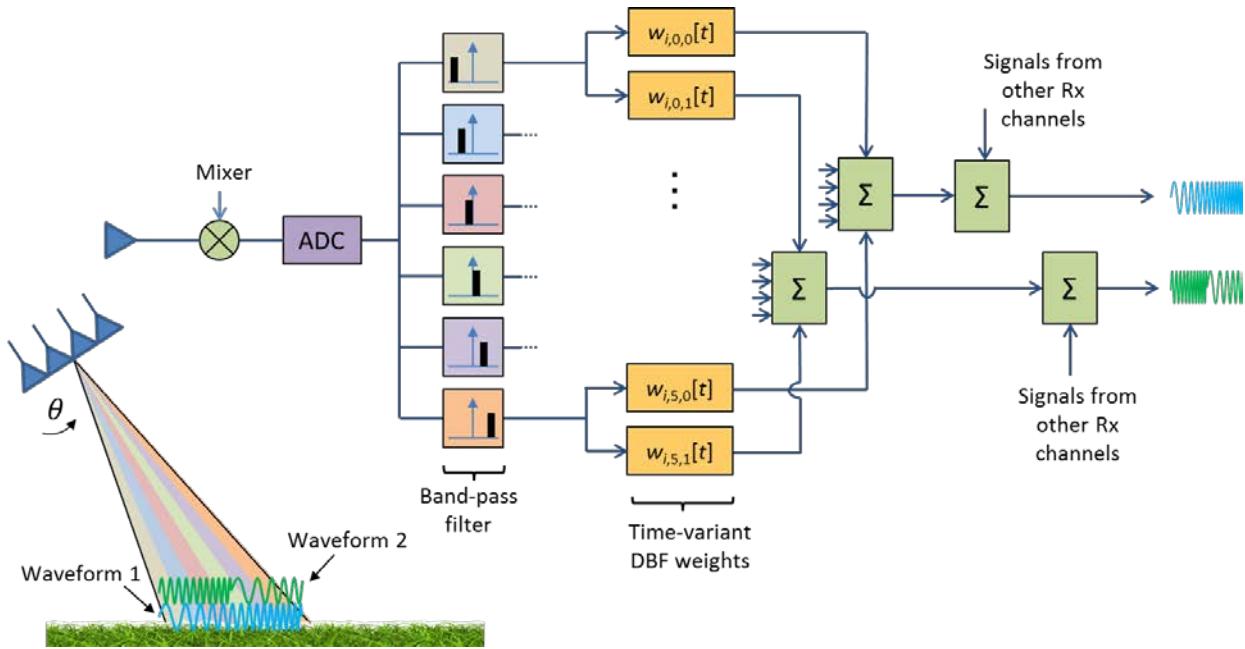 w_{i,0,0}[t]
w_{i,0,1}[t]
Signals from
other Rx
channels
Mixer
ADC
Σ
Σ
Σ
Σ
w_{i,5,0}[t]
w_{i,5,1}[t]
Signals from
other Rx
channels
θ
Band-pass
filter
Time-variant
DBF weights
Waveform 2
Waveform 1